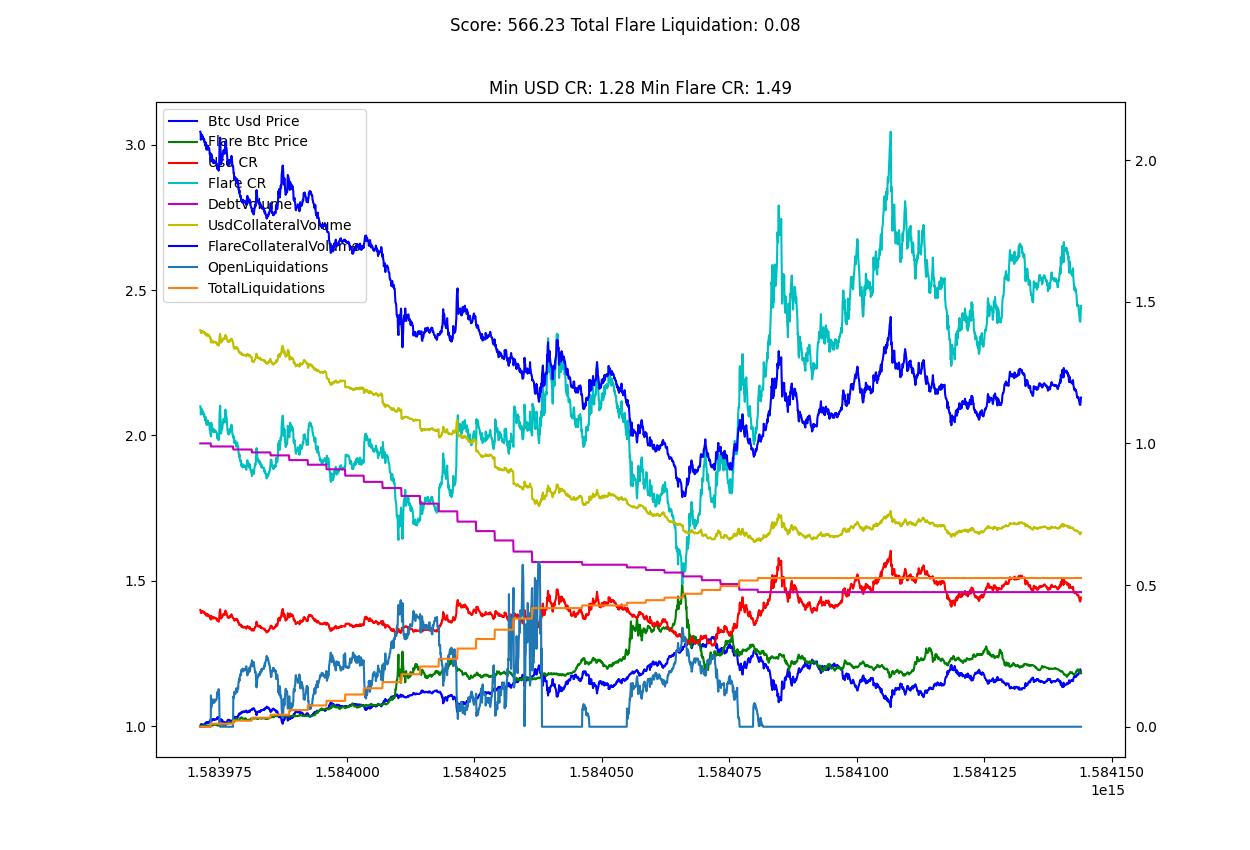 Score: 566.23 Total Flare Liquidation: 0.08
Min USD CR: 1.28 Min Flare CR: 1.49
Btc Usd Price
Flare Btc Price
Usd CR
Flare CR
DebtVolume
UsdCollateralVolume
FlareCollateralVolume
OpenLiquidations
TotalLiquidations
3.0
2.5
2.0
1.5
1.0
2.0
1.5
1.0
0.5
0.0
1.583975 1.584000 1.584025 1.584050 1.584075 1.584100 1.584125 1.584150
1e15